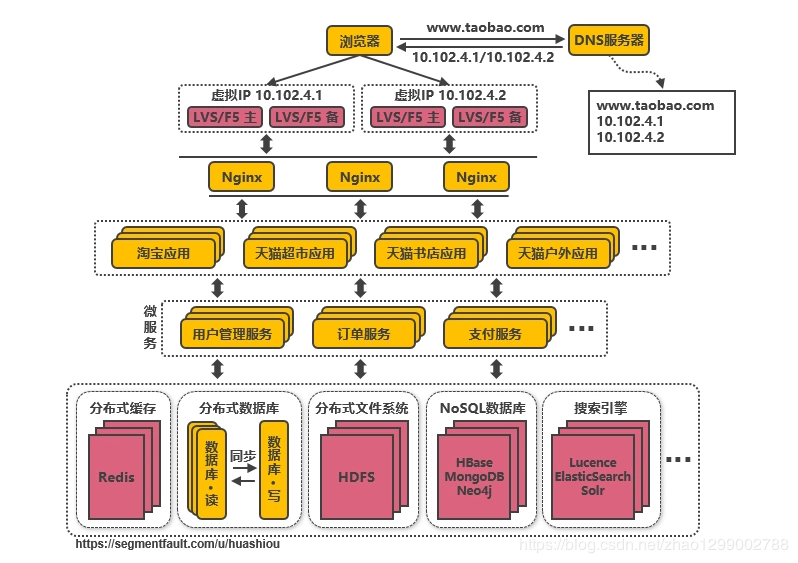 www.taobao.com
浏览器
DNS服务器
10.102.4.1/10.102.4.2
虚拟IP 10.102.4.1
虚拟IP 10.102.4.2
LVS/F5 主
LVS/F5 备
LVS/F5 主
LVS/F5 备
www.taobao.com
10.102.4.1
10.102.4.2
Nginx
Nginx
Nginx
淘宝应用
天猫超市应用
天猫书店应用
天猫户外应用
...
微服务
用户管理服务
订单服务
支付服务
...
分布式缓存
Redis
分布式数据库
数据库·读
同步
数据库·写
分布式文件系统
HDFS
NoSQL数据库
HBase
MongoDB
Neo4j
搜索引擎
Lucence
ElasticSearch
Solr
...
https://segmentfault.com/u/huashiou
https://blog.csdn.net/zhao1299002788